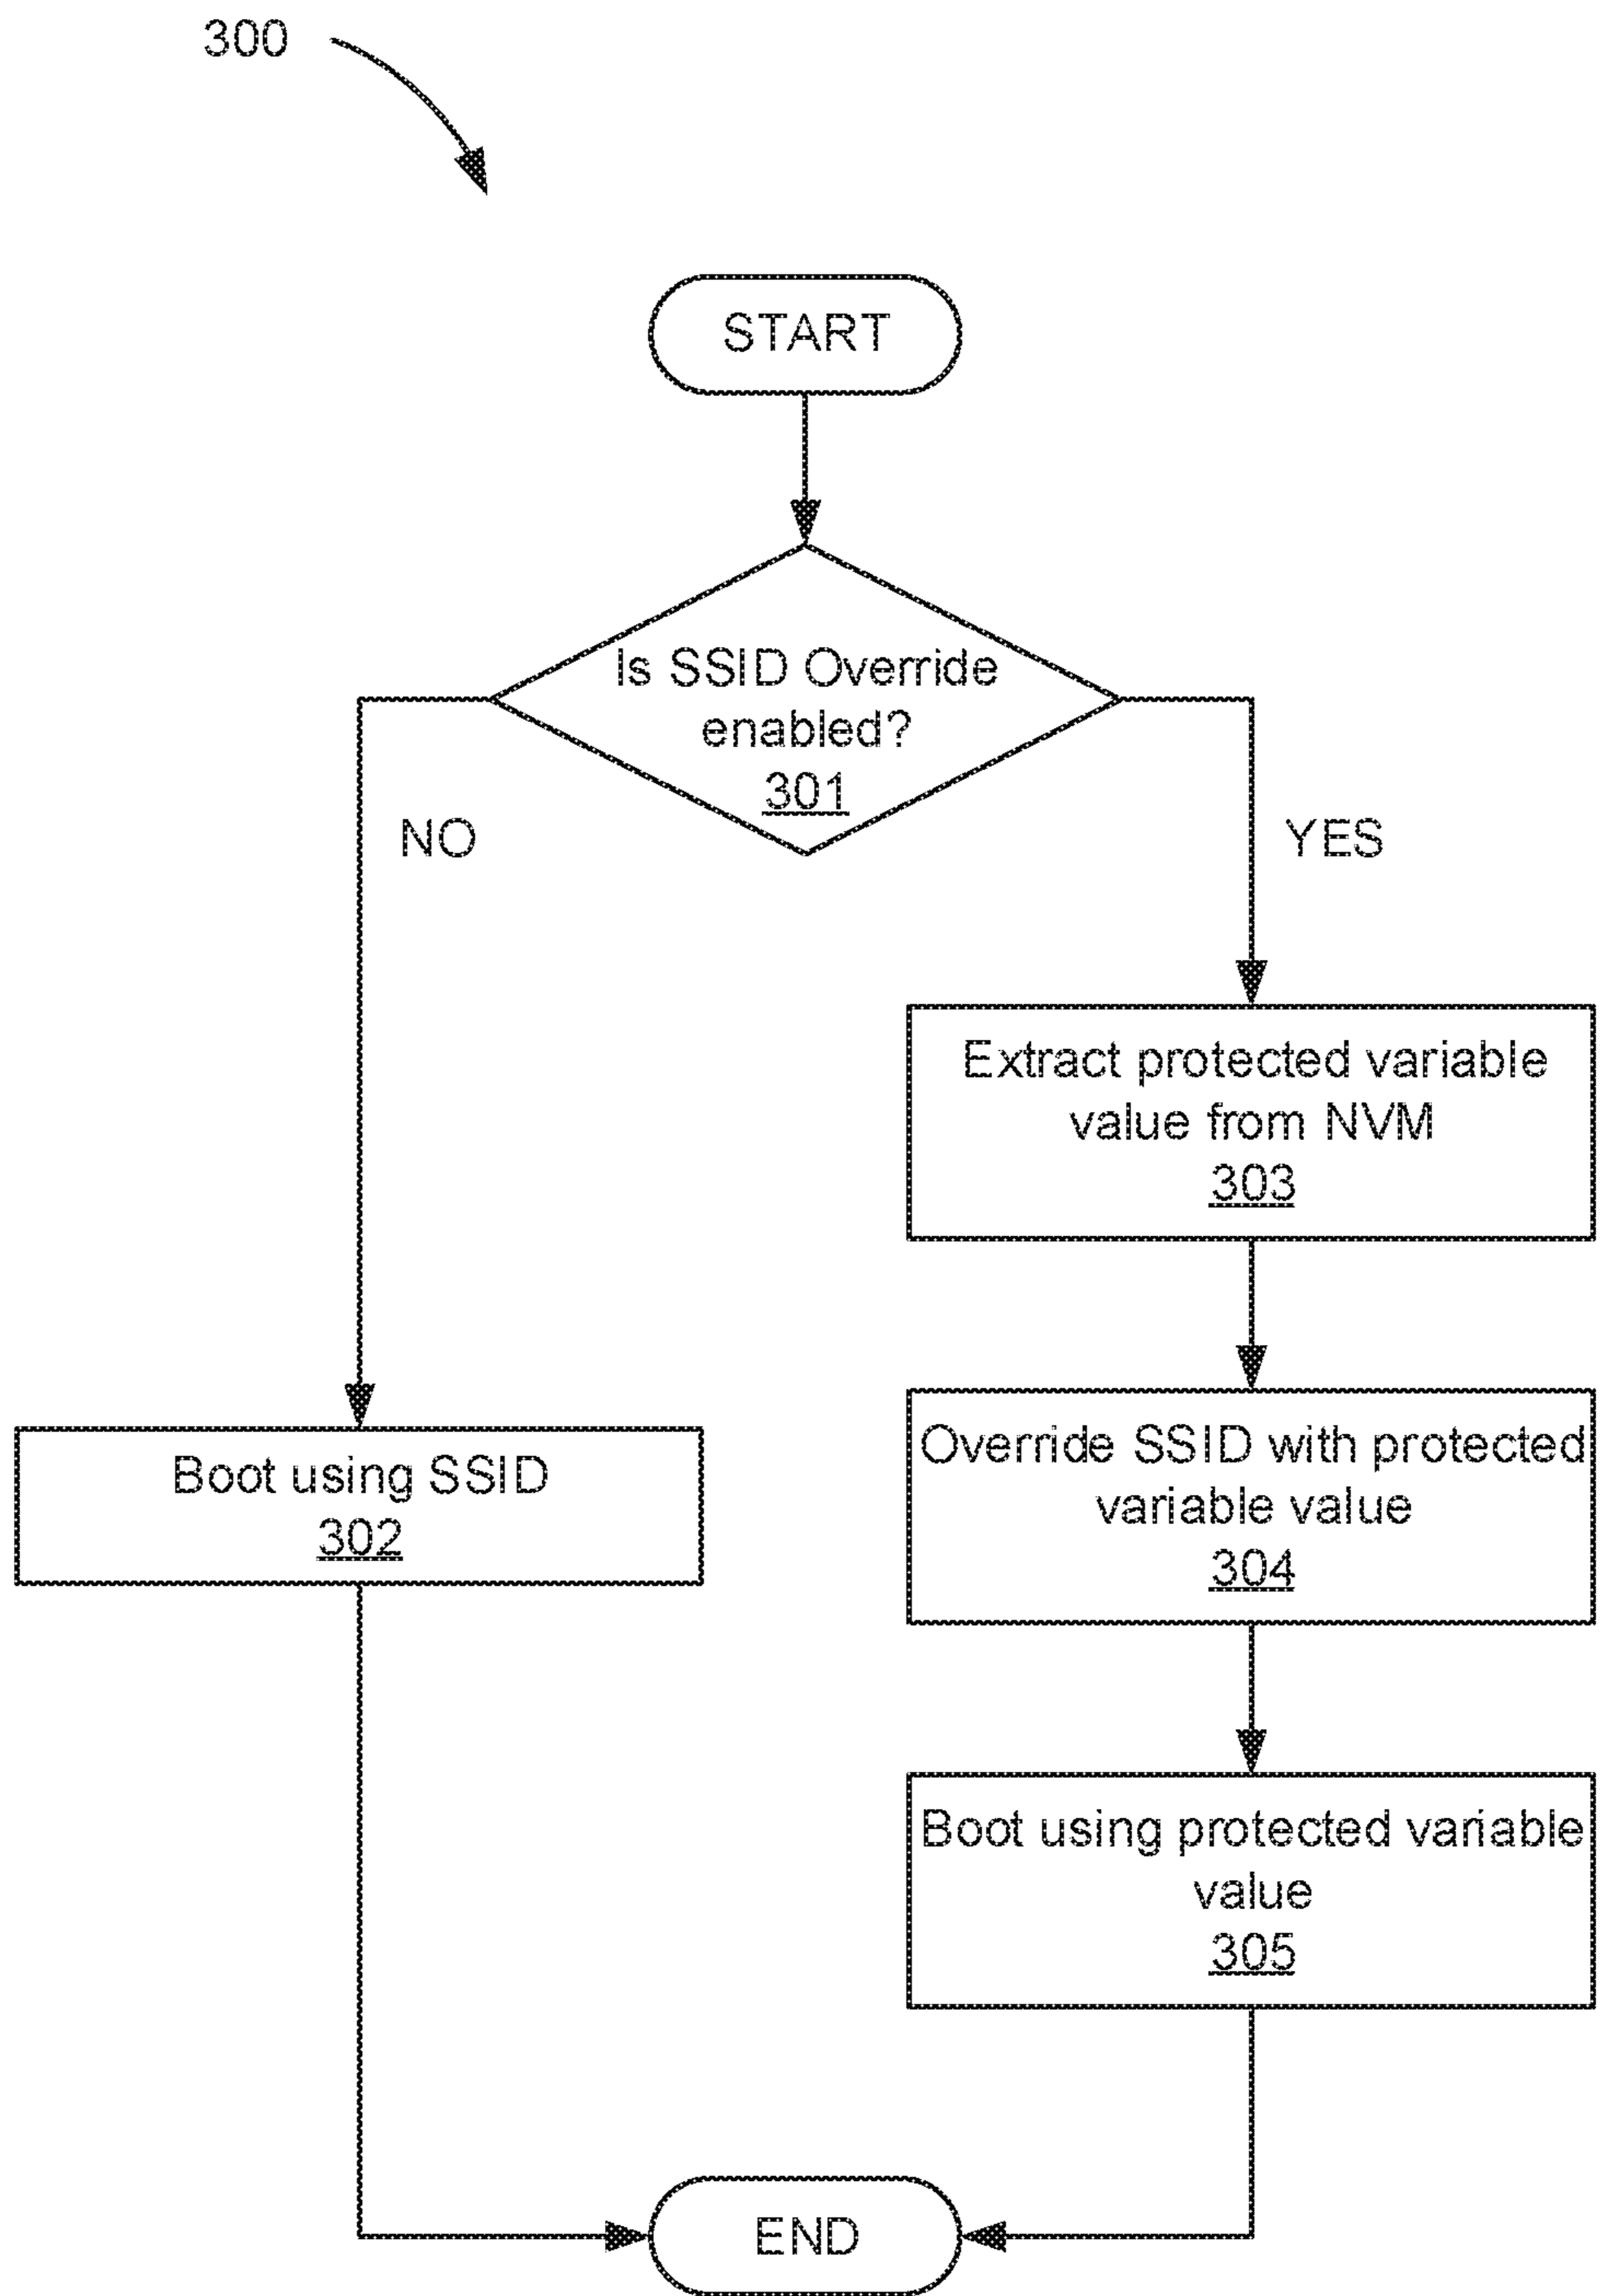 300
START
Is SSID Override
enabled?
301
NO
YES
Extract protected variable
value from NVM
303
Override SSID with protected
variable value
304
Boot using SSID
302
Boot using protected variable
value
305
END